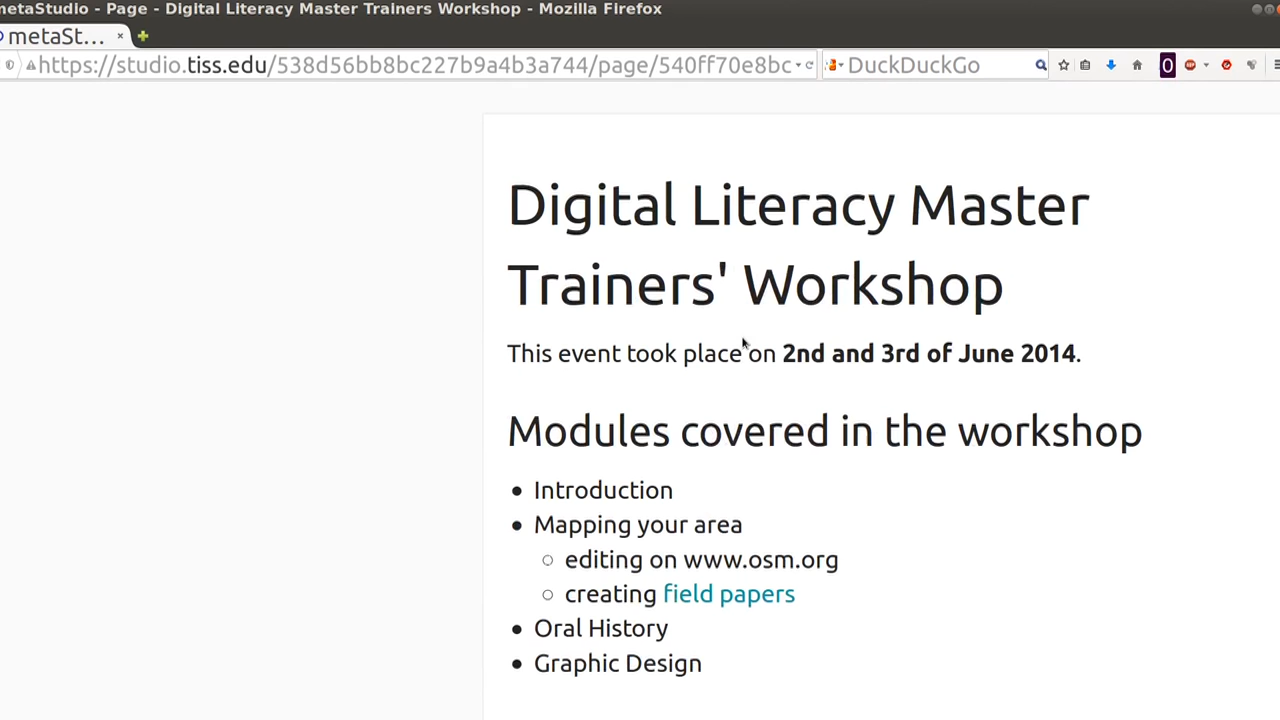 metaStudio - Page - Digital Literacy Master Trainers Workshop - Mozilla Firefox
metaSt...
https://studio.tiss.edu/538d56bb8bc227b9a4b3a744/page/540ff70e8bc
DuckDuckGo
Digital Literacy Master
Trainers' Workshop
This event took place on 2nd and 3rd of June 2014.
Modules covered in the workshop
Introduction
Mapping your area
editing on www.osm.org
creating field papers
Oral History
Graphic Design